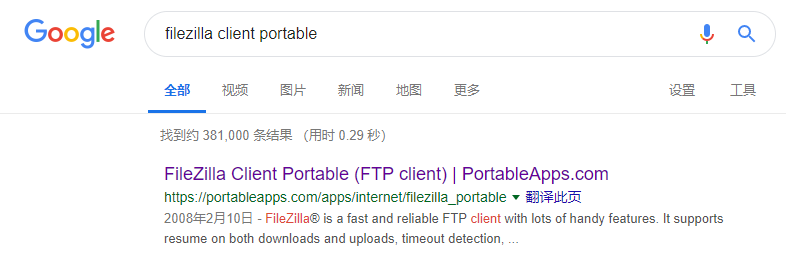 Google filezilla client portable
全部 视频 图片 新闻 地图 更多 设置 工具
找到约 381,000 条结果 （用时 0.29 秒）
FileZilla Client Portable (FTP client) | PortableApps.com
https://portableapps.com/apps/internet/filezilla_portable 翻译此页
2008年2月10日 - FileZilla® is a fast and reliable FTP client with lots of handy features. It supports
resume on both downloads and uploads, timeout detection, ...